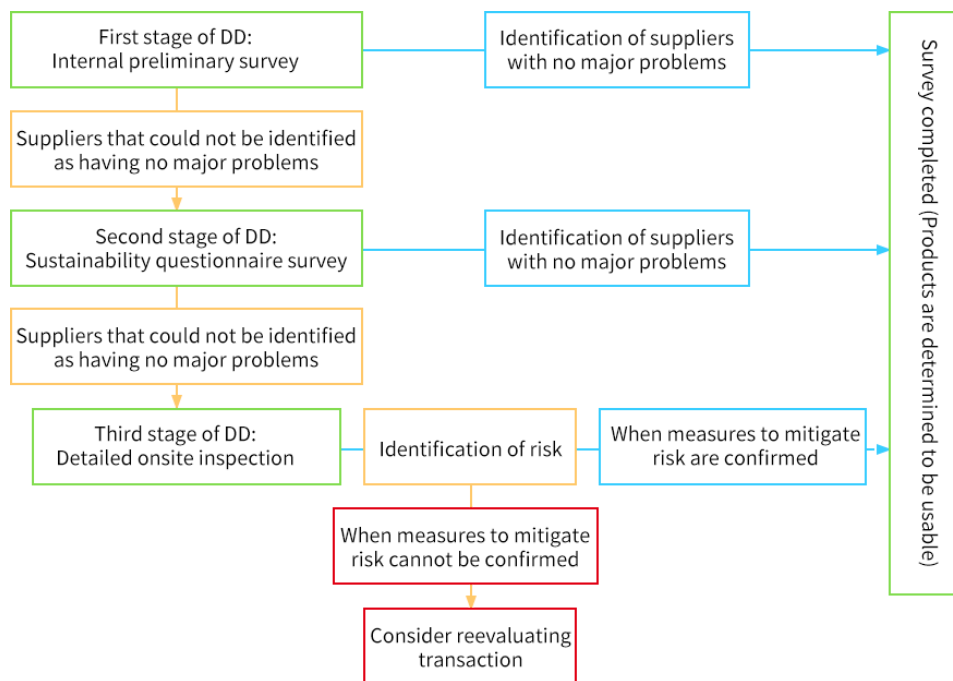 First stage of DD:
Internal preliminary survey
Identification of suppliers
with no major problems
Suppliers that could not be identified
as having no major problems
Second stage of DD:
Sustainability questionnaire survey
Identification of suppliers
with no major problems
Suppliers that could not be identified
as having no major problems
Third stage of DD:
Detailed onsite inspection
Identification of risk
When measures to mitigate
risk are confirmed
When measures to mitigate
risk cannot be confirmed
Consider reevaluating
transaction
Survey completed (Products are determined to be usable)